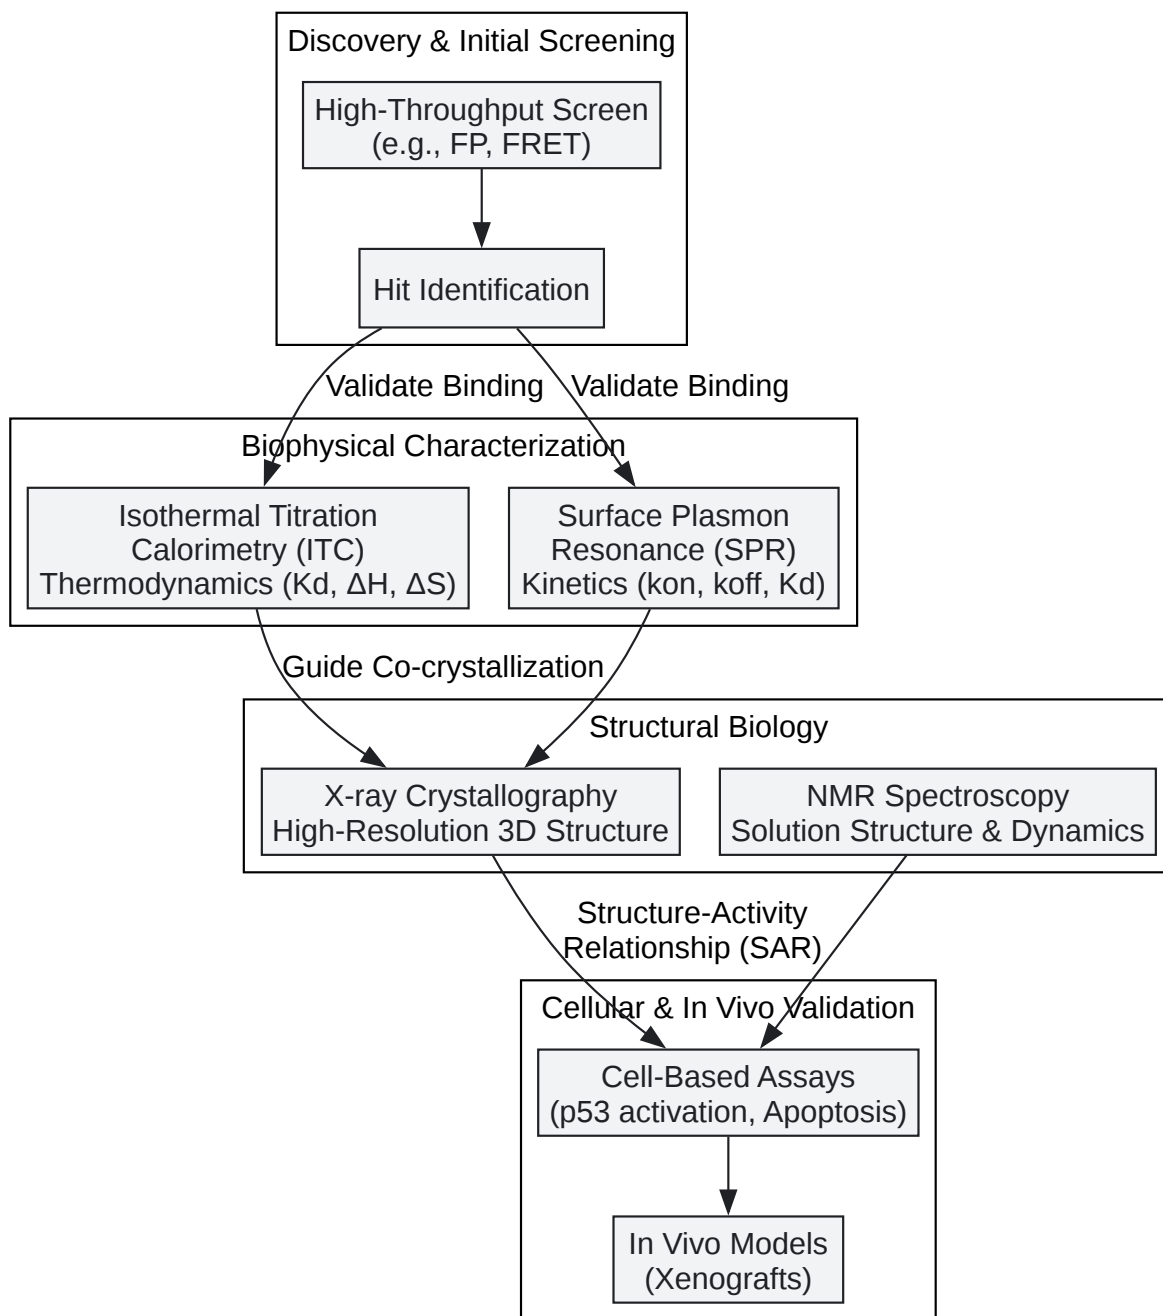 Discovery & Initial Screening
High-Throughput Screen
(e.g., FP, FRET)
Hit Identification
Validate Binding
Validate Binding
Biophysical Characterization
Isothermal Titration
Calorimetry (ITC)
Thermodynamics (Kd, ΔH, ΔS)
Surface Plasmon
Resonance (SPR)
Kinetics (kon, koff, Kd)
Guide Co-crystallization
Structural Biology
X-ray Crystallography
High-Resolution 3D Structure
NMR Spectroscopy
Solution Structure & Dynamics
Structure-Activity
Relationship (SAR)
Cellular & In Vivo Validation
Cell-Based Assays
(p53 activation, Apoptosis)
In Vivo Models
(Xenografts)